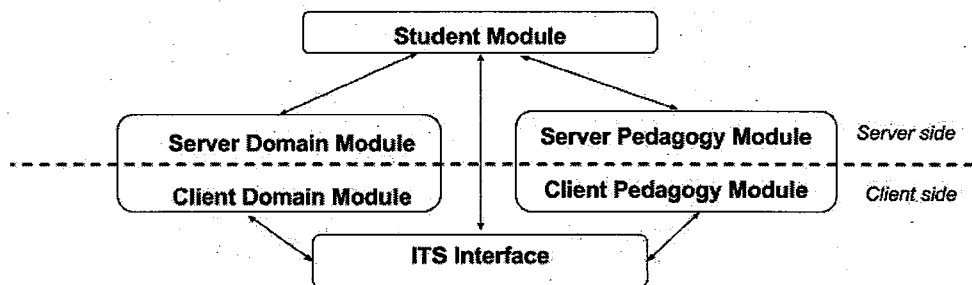 Student Module
Server Domain Module
Server Pedagogy Module
Server side
Client Domain Module
Client Pedagogy Module
Client side
ITS Interface